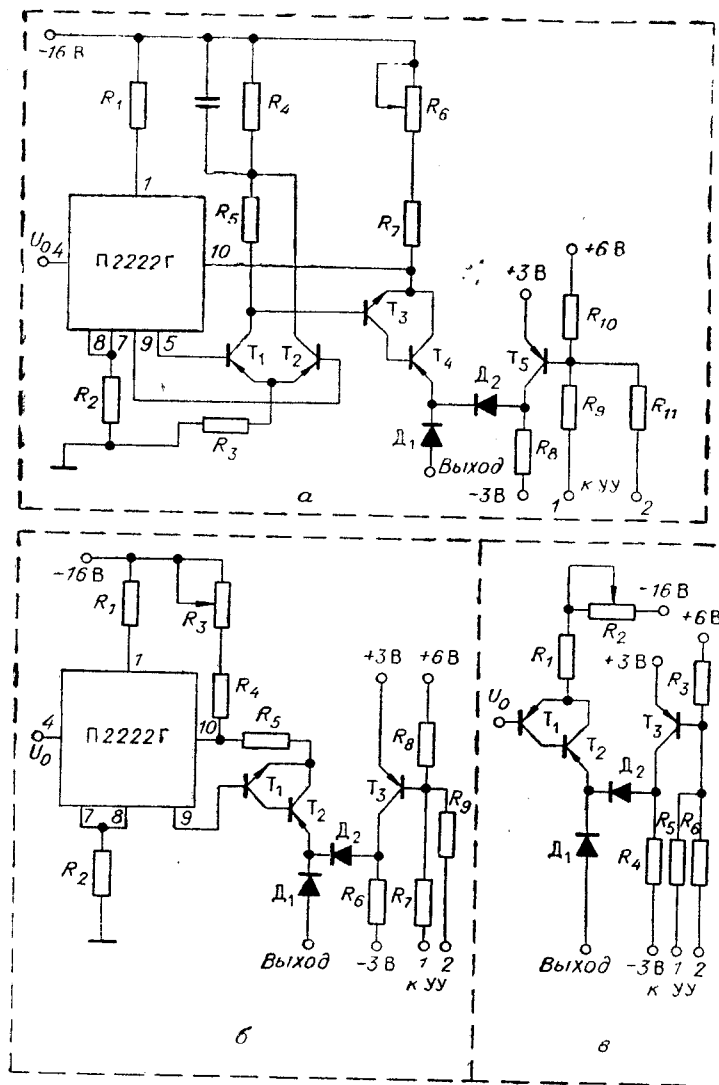 -16 В
R1
R4
R6
1
R5
R7
U0 4
П2222Г
10
+6 В
+3 В
R10
T3
8 7 9 5
T1
T2
T4
T5
R9
R11
R2
Д2
R3
Д1
R8
Выход
-3В
1
к УУ
2
а
-16 В
R1
R3
1
R4
4
U0
П2222Г
10
R5
+3 В
+6 В
R8
T1
T2
T3
R9
7 8 9
R2
Д2
Д1
R6
R7
Выход
-3 В
1
2
к УУ
б
-16 В
R2
+6 В
R1
+3 В
R3
U0
T1
T2
T3
Д2
R5
R6
Д1
R4
Выход
-3 В
1
2
к УУ
в